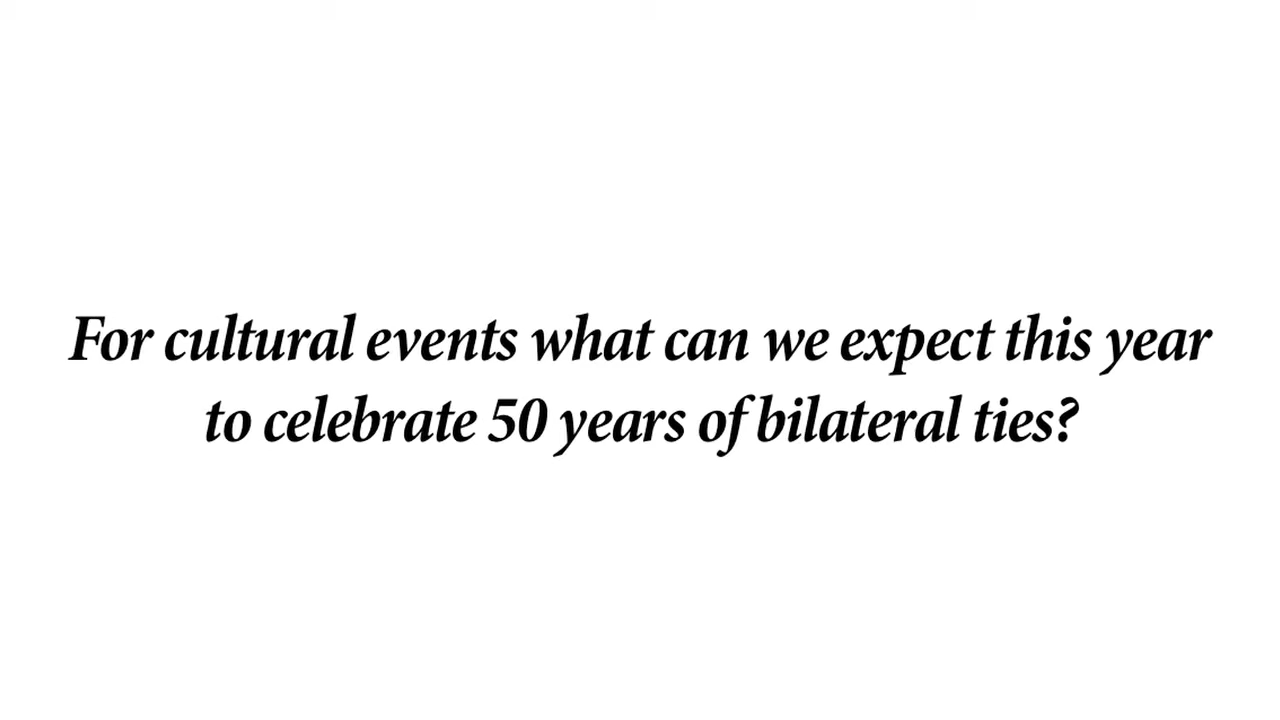 For cultural events what can we expect this year
to celebrate 50 years of bilateral ties?